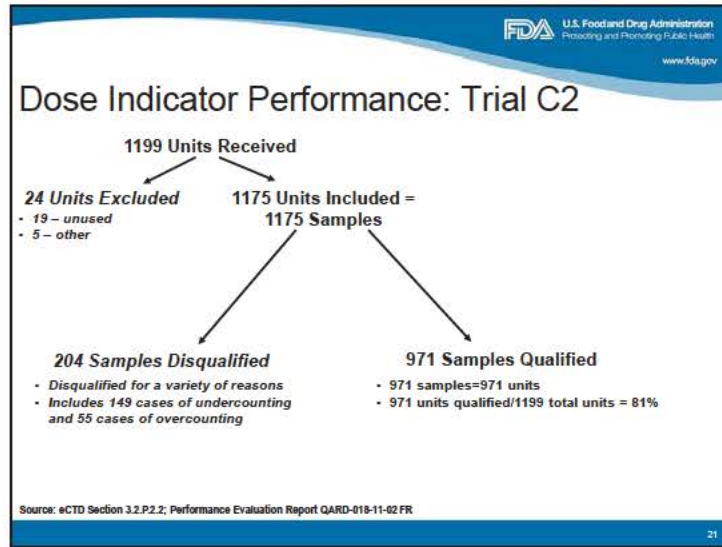 FDA U.S. Food and Drug Administration
Protecting and Promoting Public Health
www.fda.gov
Dose Indicator Performance: Trial C2
1199 Units Received
24 Units Excluded
• 19 – unused
• 5 – other
1175 Units Included =
1175 Samples
204 Samples Disqualified
• Disqualified for a variety of reasons
• Includes 149 cases of undercounting
and 55 cases of overcounting
971 Samples Qualified
• 971 samples=971 units
• 971 units qualified/1199 total units = 81%
Source: eCTD Section 3.2.P.2.2; Performance Evaluation Report QARD-018-11-02 FR
21